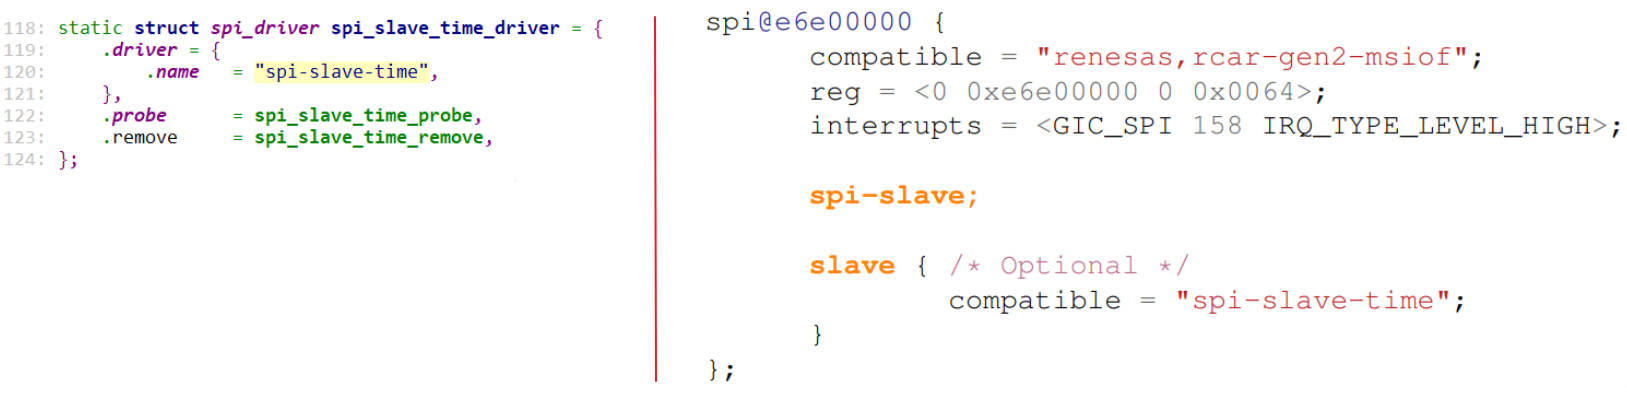 118: static struct spi_driver spi_slave_time_driver = {
119: .driver = {
120: .name = "spi-slave-time",
121: },
122: .probe = spi_slave_time_probe,
123: .remove = spi_slave_time_remove,
124: };
spi@e6e00000 {
compatible = "renesas,rcar-gen2-msiof";
reg = <0 0xe6e00000 0 0x0064>;
interrupts = <GIC_SPI 158 IRQ_TYPE_LEVEL_HIGH>;
spi-slave;
slave { /* Optional */
compatible = "spi-slave-time";
}
};